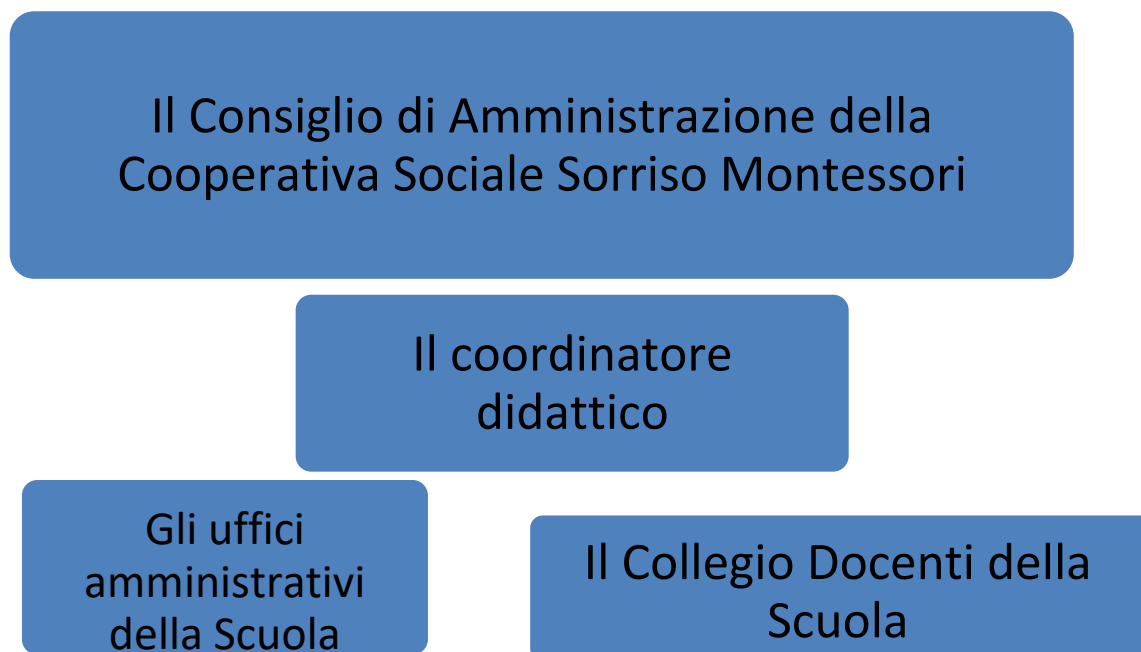 Il Consiglio di Amministrazione della
Cooperativa Sociale Sorriso Montessori
Il coordinatore
didattico
Gli uffici
amministrativi
della Scuola
Il Collegio Docenti della
Scuola